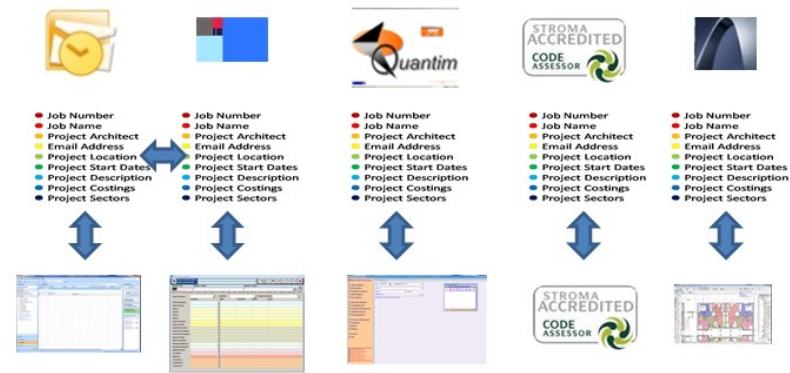 Quantim
STROMA
ACCREDITED
CODE
ASSESSOR
Job Number
Job Name
Project Architect
Email Address
Project Location
Project Start Dates
Project Description
Project Costings
Project Sectors
Job Number
Job Name
Project Architect
Email Address
Project Location
Project Start Dates
Project Description
Project Costings
Project Sectors
Job Number
Job Name
Project Architect
Email Address
Project Location
Project Start Dates
Project Description
Project Costings
Project Sectors
Job Number
Job Name
Project Architect
Email Address
Project Location
Project Start Dates
Project Description
Project Costings
Project Sectors
Job Number
Job Name
Project Architect
Email Address
Project Location
Project Start Dates
Project Description
Project Costings
Project Sectors
STROMA
ACCREDITED
CODE
ASSESSOR